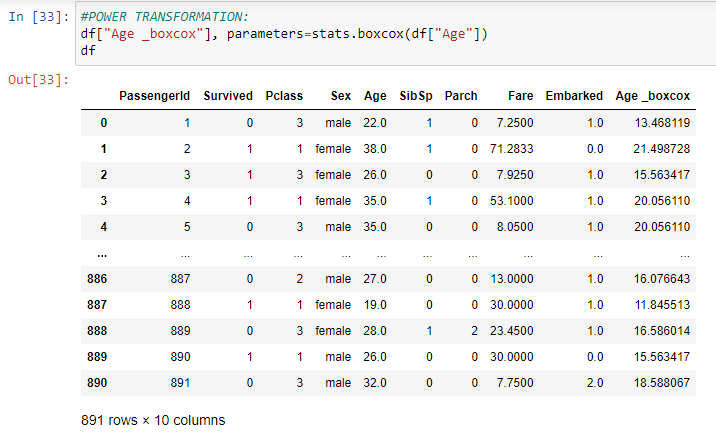 In [33]: #POWER TRANSFORMATION:
df["Age _boxcox"], parameters=stats.boxcox(df["Age"])
df
Out[33]:
PassengerId Survived Pclass Sex Age SibSp Parch Fare Embarked Age _boxcox
0 1 0 3 male 22.0 1 0 7.2500 1.0 13.468119
1 2 1 1 female 38.0 1 0 71.2833 0.0 21.498728
2 3 1 3 female 26.0 0 0 7.9250 1.0 15.563417
3 4 1 1 female 35.0 1 0 53.1000 1.0 20.056110
4 5 0 3 male 35.0 0 0 8.0500 1.0 20.056110
... ... ... ... ... ... ... ... ... ... ...
886 887 0 2 male 27.0 0 0 13.0000 1.0 16.076643
887 888 1 1 female 19.0 0 0 30.0000 1.0 11.845513
888 889 0 3 female 28.0 1 2 23.4500 1.0 16.586014
889 890 1 1 male 26.0 0 0 30.0000 0.0 15.563417
890 891 0 3 male 32.0 0 0 7.7500 2.0 18.588067
891 rows × 10 columns